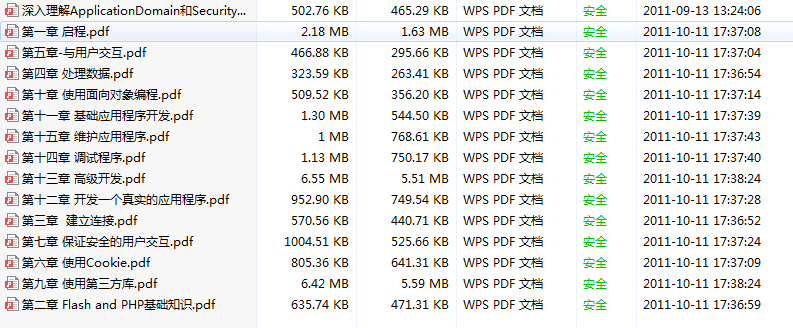 深入理解ApplicationDomain和Security... 502.76 KB 465.29 KB WPS PDF 文档 安全 2011-09-13 13:24:06
第一章 启程.pdf 2.18 MB 1.63 MB WPS PDF 文档 安全 2011-10-11 17:37:08
第五章-与用户交互.pdf 466.88 KB 295.66 KB WPS PDF 文档 安全 2011-10-11 17:37:04
第四章 处理数据.pdf 323.59 KB 263.41 KB WPS PDF 文档 安全 2011-10-11 17:36:54
第十章 使用面向对象编程.pdf 509.52 KB 356.20 KB WPS PDF 文档 安全 2011-10-11 17:37:14
第十一章 基础应用程序开发.pdf 1.30 MB 544.50 KB WPS PDF 文档 安全 2011-10-11 17:37:39
第十五章 维护应用程序.pdf 1 MB 768.61 KB WPS PDF 文档 安全 2011-10-11 17:37:43
第十四章 调试程序.pdf 1.13 MB 750.17 KB WPS PDF 文档 安全 2011-10-11 17:37:40
第十三章 高级开发.pdf 6.55 MB 5.51 MB WPS PDF 文档 安全 2011-10-11 17:38:24
第十二章 开发一个真实的应用程序.pdf 952.90 KB 749.54 KB WPS PDF 文档 安全 2011-10-11 17:37:28
第三章 建立连接.pdf 570.56 KB 440.71 KB WPS PDF 文档 安全 2011-10-11 17:36:52
第七章 保证安全的用户交互.pdf 1004.51 KB 525.66 KB WPS PDF 文档 安全 2011-10-11 17:37:24
第六章 使用Cookie.pdf 805.36 KB 641.31 KB WPS PDF 文档 安全 2011-10-11 17:37:09
第九章 使用第三方库.pdf 6.42 MB 5.59 MB WPS PDF 文档 安全 2011-10-11 17:38:24
第二章 Flash and PHP基础知识.pdf 635.74 KB 471.31 KB WPS PDF 文档 安全 2011-10-11 17:36:59